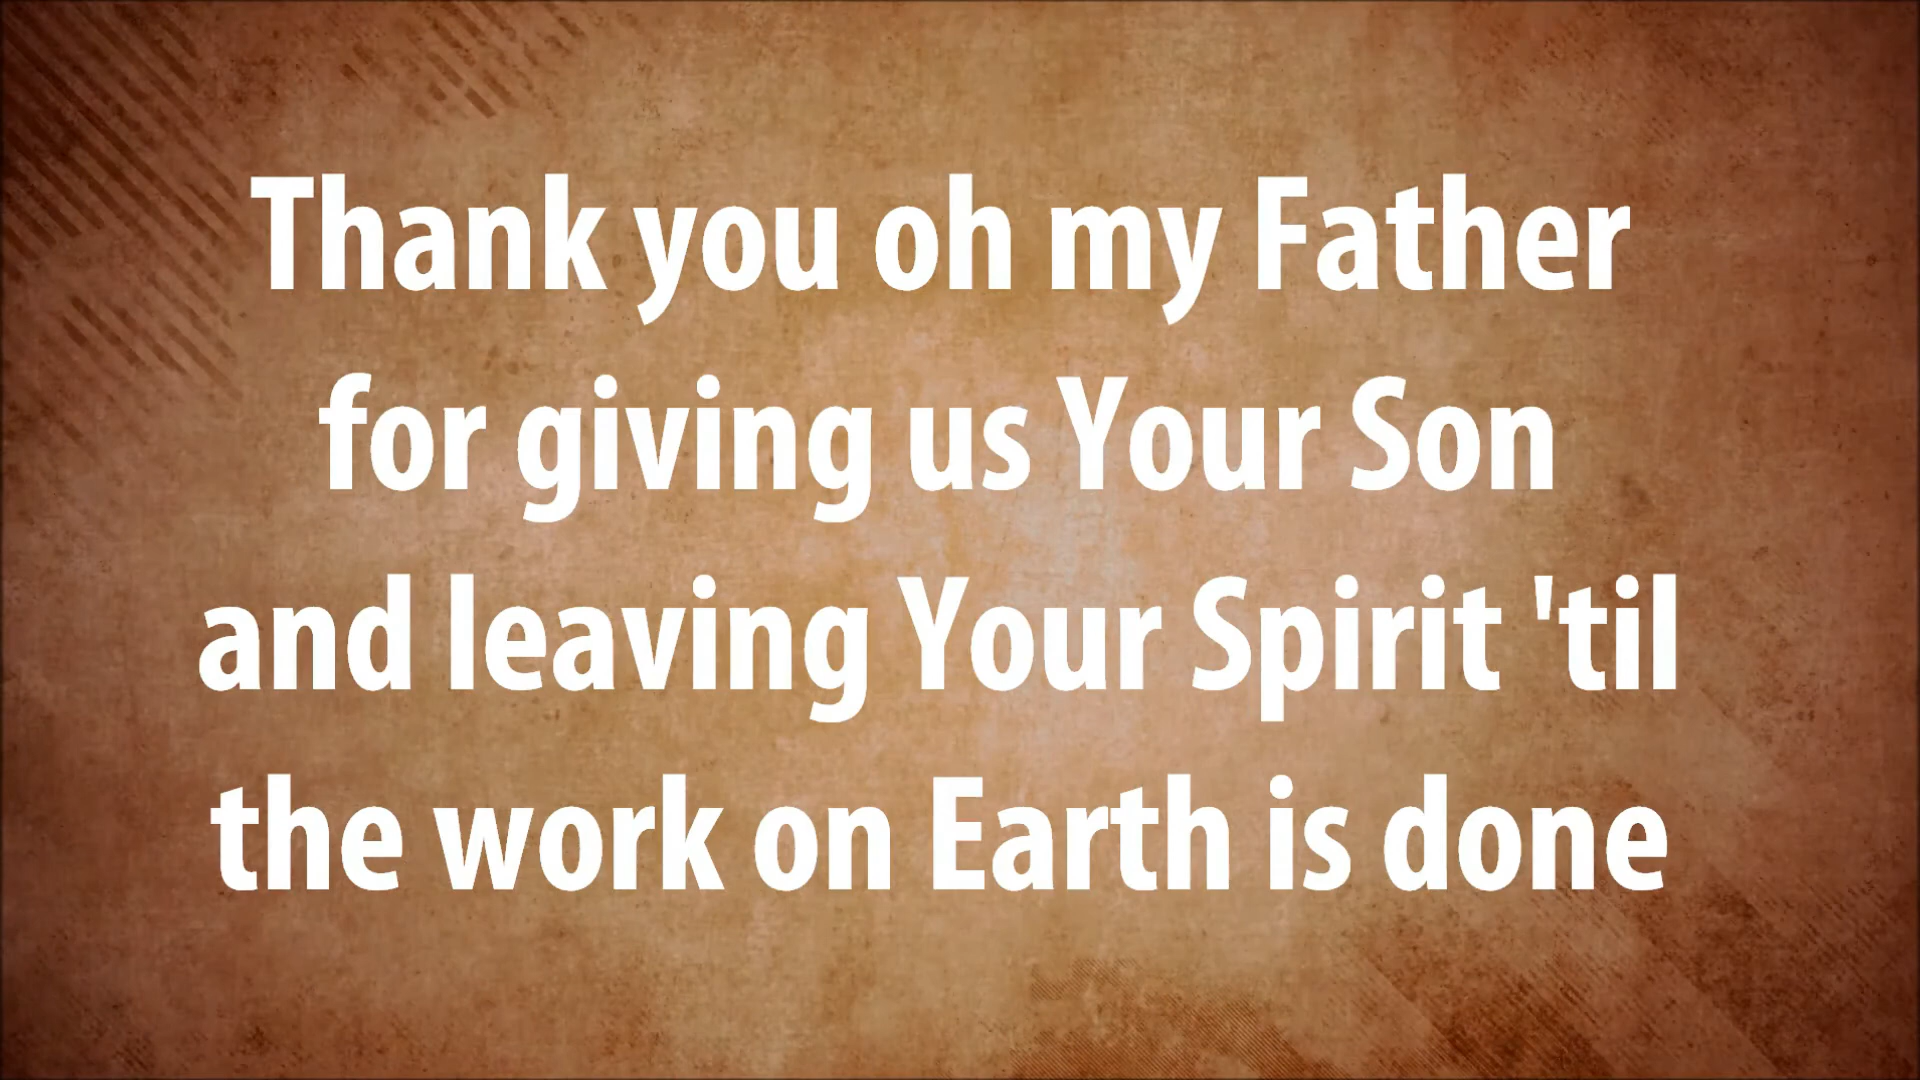 Thank you oh my Father
for giving us Your Son
and leaving Your Spirit 'til
the work on Earth is done